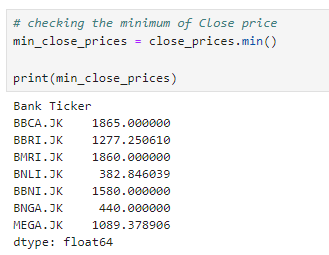 # checking the minimum of Close price
min_close_prices = close_prices.min()
print(min_close_prices)
Bank Ticker
BBCA.JK    1865.000000
BBRI.JK    1277.250610
BMRI.JK    1860.000000
BNLI.JK     382.846039
BBNI.JK    1580.000000
BNGA.JK     440.000000
MEGA.JK    1089.378906
dtype: float64